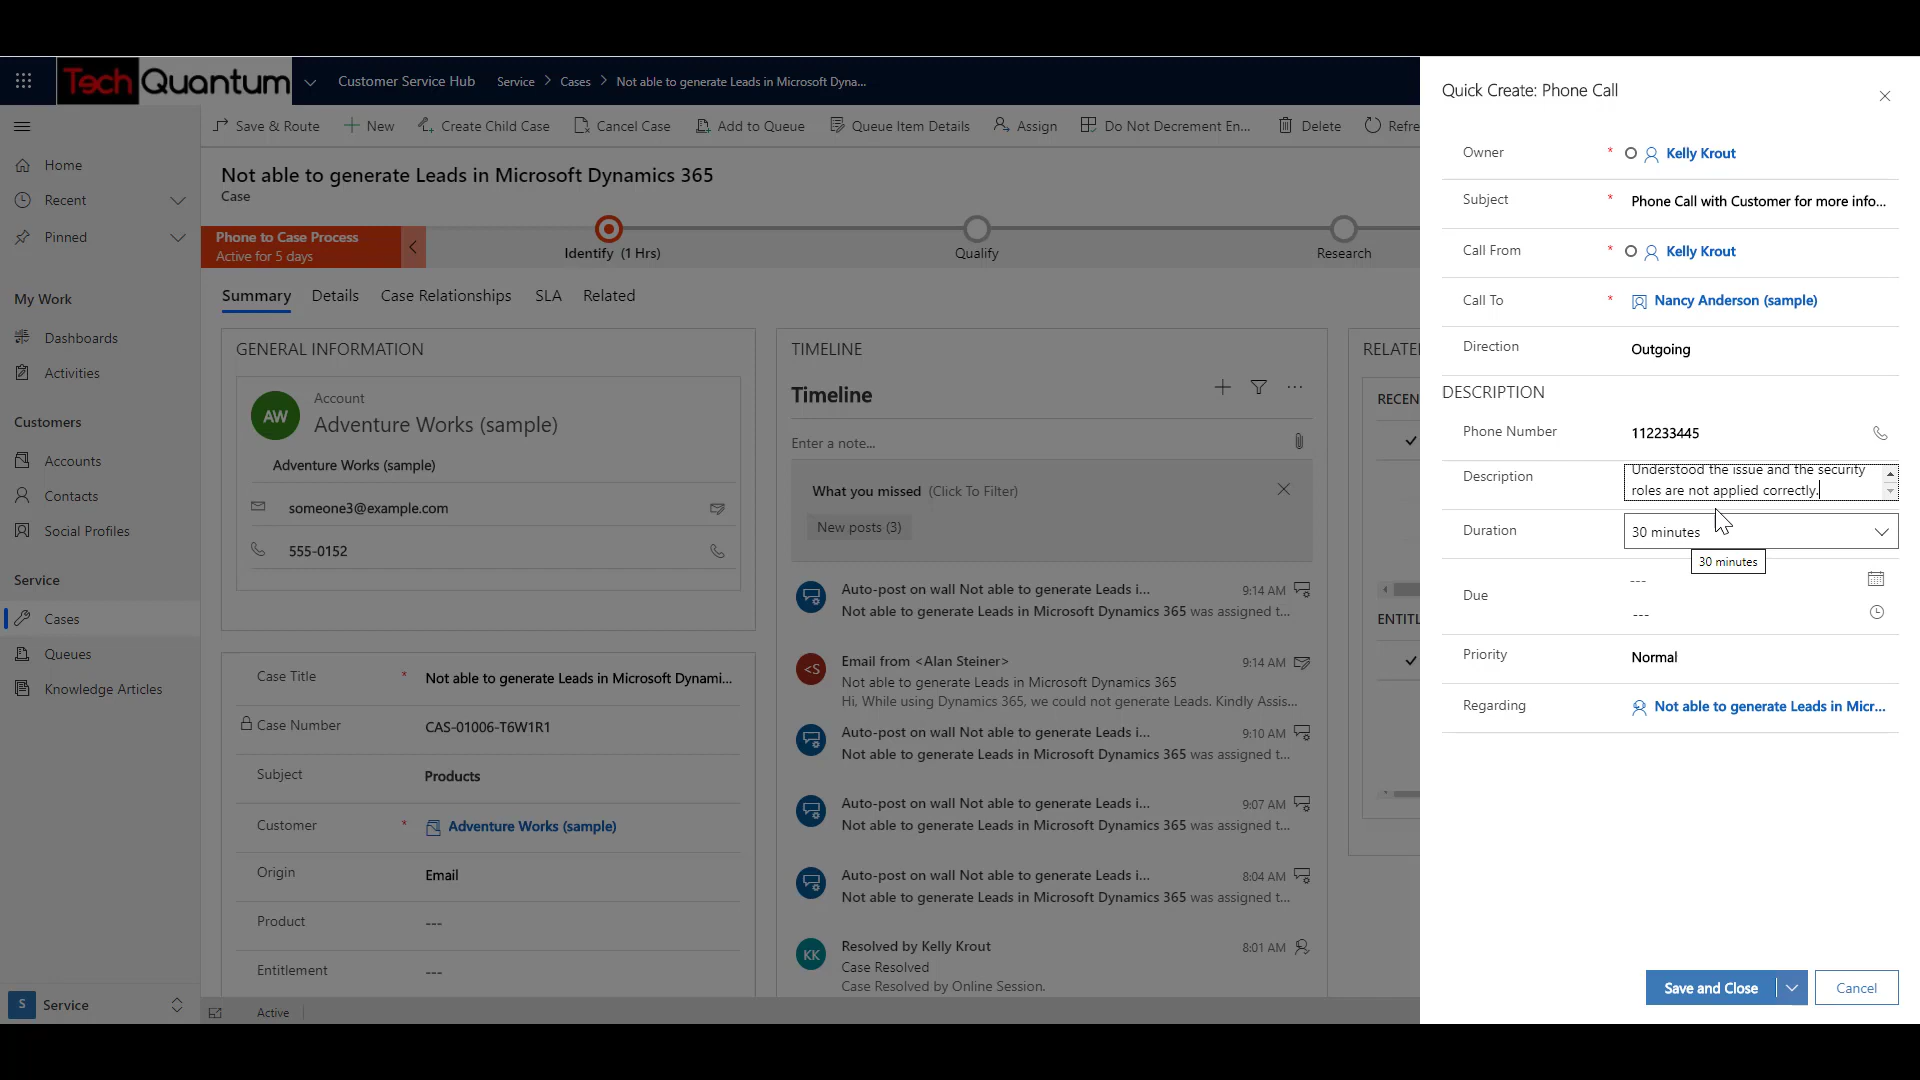 TechQuantum
Customer Service Hub
Service > Cases > Not able to generate Leads in Microsoft Dyna...
Save & Route
New
Create Child Case
Cancel Case
Add to Queue
Queue Item Details
Assign
Do Not Decrement En...
Delete
Refre
Home
Recent
Pinned
My Work
Dashboards
Activities
Customers
Accounts
Contacts
Social Profiles
Service
Cases
Queues
Knowledge Articles
S Service
Not able to generate Leads in Microsoft Dynamics 365
Case
Phone to Case Process
Active for 5 days
Identify (1 Hrs)
Qualify
Research
Summary
Details
Case Relationships
SLA
Related
GENERAL INFORMATION
AW
Account
Adventure Works (sample)
Adventure Works (sample)
someone3@example.com
555-0152
Case Title * Not able to generate Leads in Microsoft Dynami...
Case Number CAS-01006-T6W1R1
Subject Products
Customer * Adventure Works (sample)
Origin Email
Product ---
Entitlement ---
Active
TIMELINE
Timeline
Enter a note...
What you missed (Click To Filter)
New posts (3)
Auto-post on wall Not able to generate Leads i... 9:14 AM
Not able to generate Leads in Microsoft Dynamics 365 was assigned t...
<S Email from <Alan Steiner> 9:14 AM
Not able to generate Leads in Microsoft Dynamics 365
Hi, While using Dynamics 365, we could not generate Leads. Kindly Assis...
Auto-post on wall Not able to generate Leads i... 9:10 AM
Not able to generate Leads in Microsoft Dynamics 365 was assigned t...
Auto-post on wall Not able to generate Leads i... 9:07 AM
Not able to generate Leads in Microsoft Dynamics 365 was assigned t...
Auto-post on wall Not able to generate Leads i... 8:04 AM
Not able to generate Leads in Microsoft Dynamics 365 was assigned t...
KK Resolved by Kelly Krout 8:01 AM
Case Resolved
Case Resolved by Online Session.
RELATE
RECEN
ENTITL
Quick Create: Phone Call
Owner * Kelly Krout
Subject * Phone Call with Customer for more info...
Call From * Kelly Krout
Call To * Nancy Anderson (sample)
Direction Outgoing
DESCRIPTION
Phone Number 112233445
Description Understood the issue and the security
roles are not applied correctly.
Duration 30 minutes
30 minutes
Due ---
---
Priority Normal
Regarding Not able to generate Leads in Micr...
Save and Close
Cancel